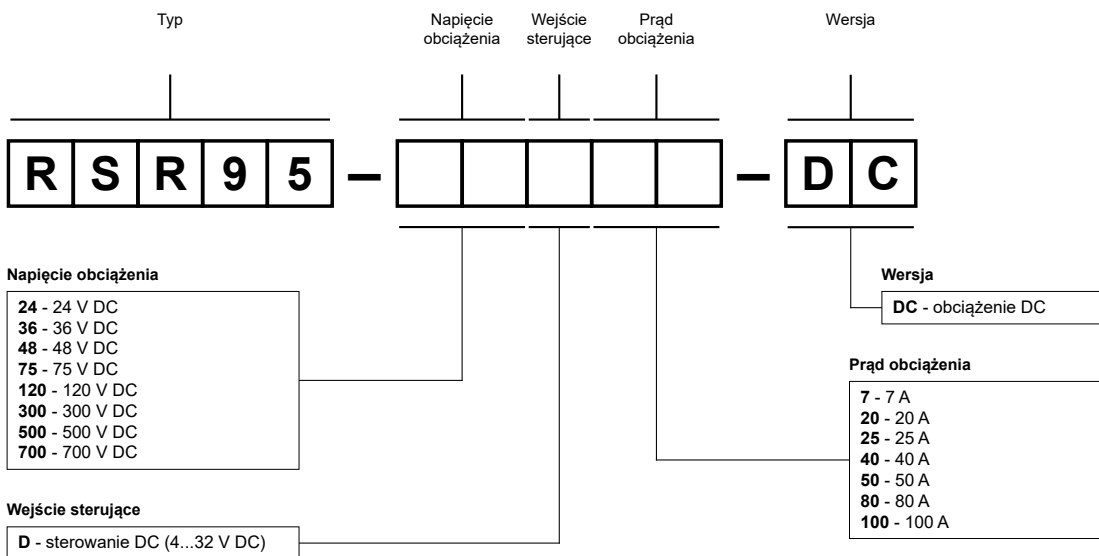 Typ
Napięcie obciążenia
Wejście sterujące
Prąd obciążenia
Wersja
RSR95 – – DC
Napięcie obciążenia
24 - 24 V DC
36 - 36 V DC
48 - 48 V DC
75 - 75 V DC
120 - 120 V DC
300 - 300 V DC
500 - 500 V DC
700 - 700 V DC
Wersja
DC - obciążenie DC
Prąd obciążenia
7 - 7 A
20 - 20 A
25 - 25 A
40 - 40 A
50 - 50 A
80 - 80 A
100 - 100 A
Wejście sterujące
D - sterowanie DC (4...32 V DC)